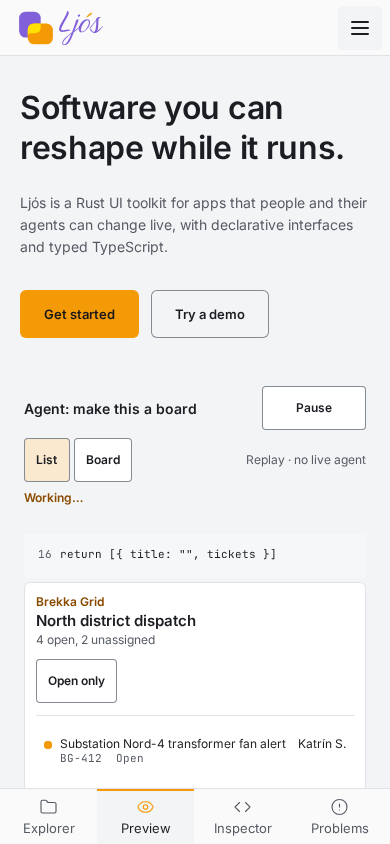 Ljós
Software you can
reshape while it runs.
Ljós is a Rust UI toolkit for apps that people and their
agents can change live, with declarative interfaces
and typed TypeScript.
Get started
Try a demo
Agent: make this a board
Pause
List
Board
Replay · no live agent
Working…
16 return [{ title: "", tickets }]
Brekka Grid
North district dispatch
4 open, 2 unassigned
Open only
Substation Nord-4 transformer fan alert Katrín S.
BG-412 Open
Explorer
Preview
Inspector
Problems